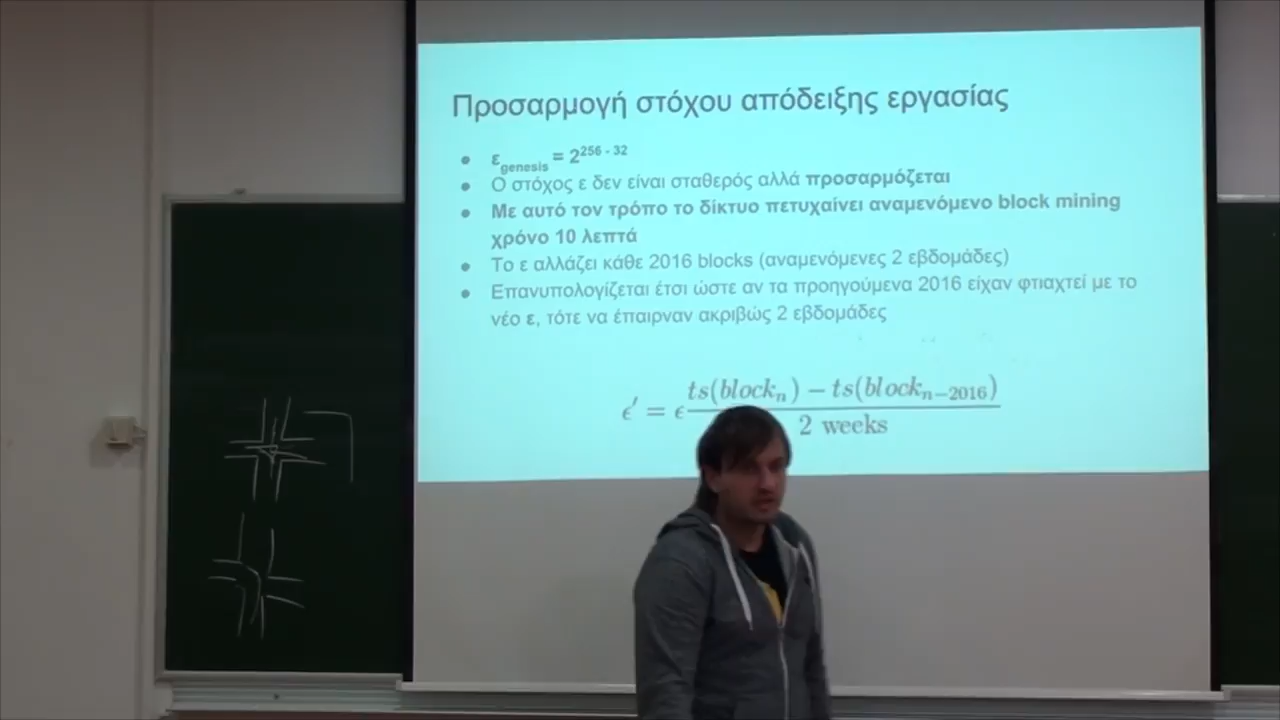 Προσαρμογή στόχου απόδειξης εργασίας
● ε_genesis = 2^256 - 32
● Ο στόχος ε δεν είναι σταθερός αλλά προσαρμόζεται
● Με αυτό τον τρόπο το δίκτυο πετυχαίνει αναμενόμενο block mining
χρόνο 10 λεπτά
● Το ε αλλάζει κάθε 2016 blocks (αναμενόμενες 2 εβδομάδες)
● Επανυπολογίζεται έτσι ώστε αν τα προηγούμενα 2016 είχαν φτιαχτεί με το
νέο ε, τότε να έπαιρναν ακριβώς 2 εβδομάδες
ts(block_n) − ts(block_n−2016)
ϵ′ = ϵ
2 weeks